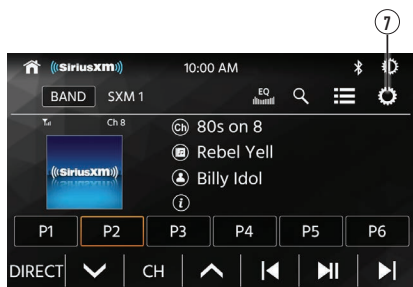 7
((SiriusXM)) 10:00 AM
BAND SXM 1 EQ
Ch 8
Ch 80s on 8
Rebel Yell
((SiriusXM)) Billy Idol
i
P1 P2 P3 P4 P5 P6
DIRECT CH